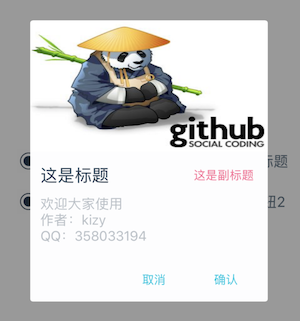 github
SOCIAL CODING
标题
这是标题
这是副标题
钮2
欢迎大家使用
作者：kizy
QQ：358033194
取消
确认